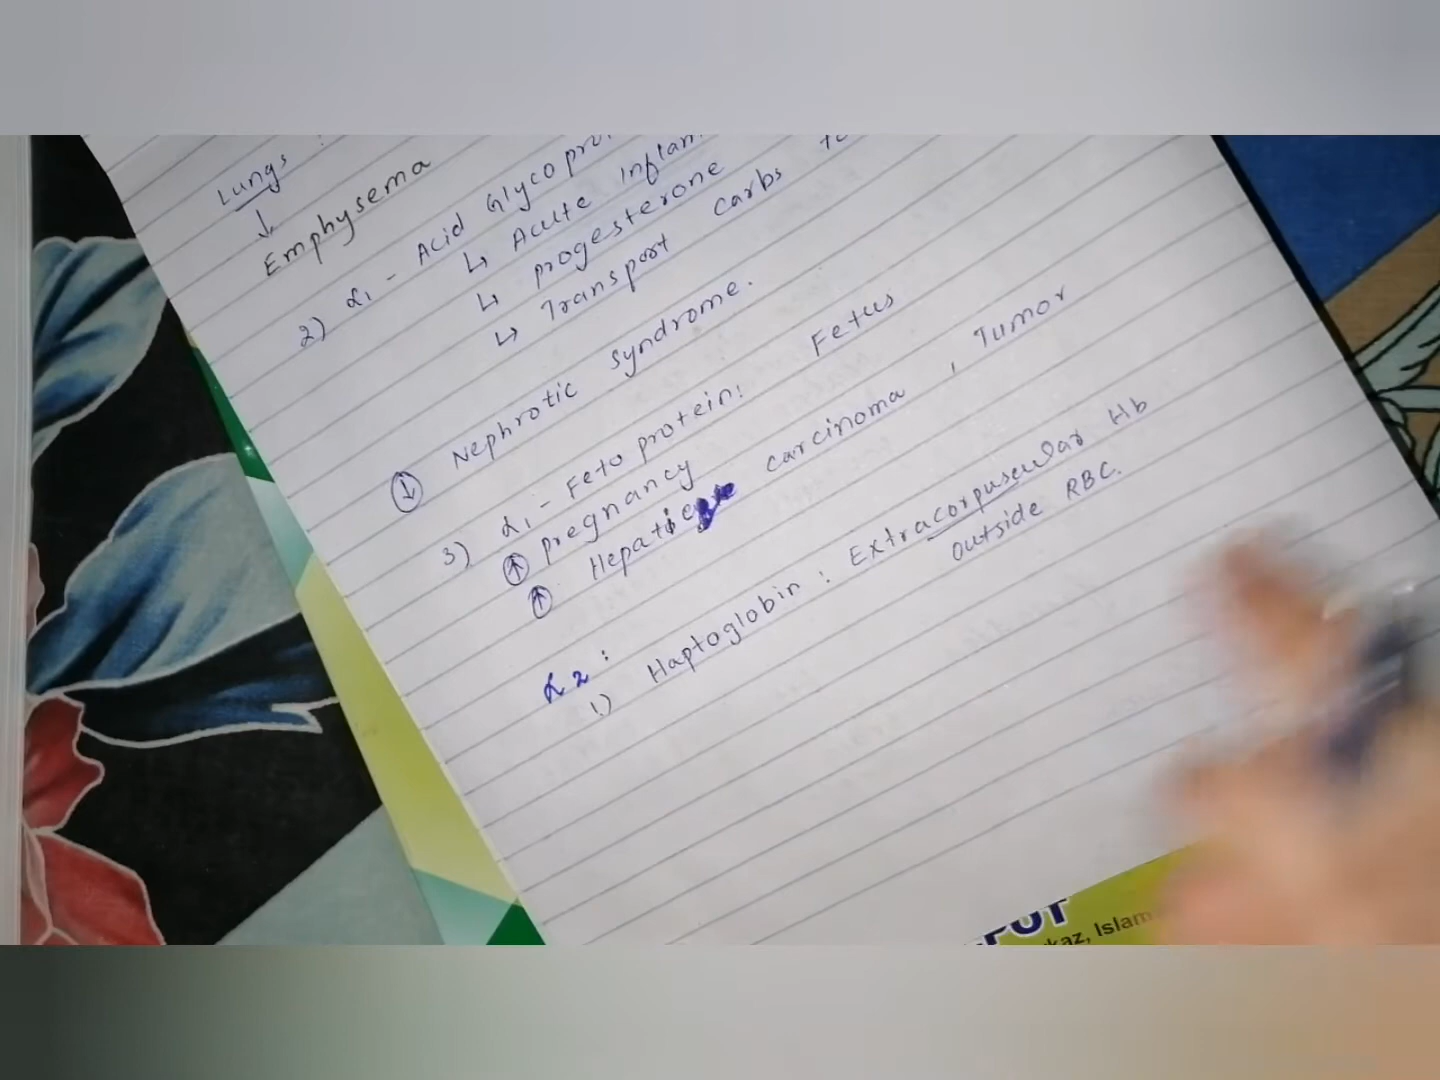 Lungs :
↓
Emphysema
2) α1 - Acid Glycopro
↳ Acute Inflam
↳ progesterone
↳ Transport carbs to
↓ Nephrotic syndrome.
3) α1 - Feto protein: Fetus
↑ pregnancy
↑ Hepatic carcinoma , Tumor
α2 :
1.) Haptoglobin : Extracorpuscular Hb
outside RBC.
kaz, Islam